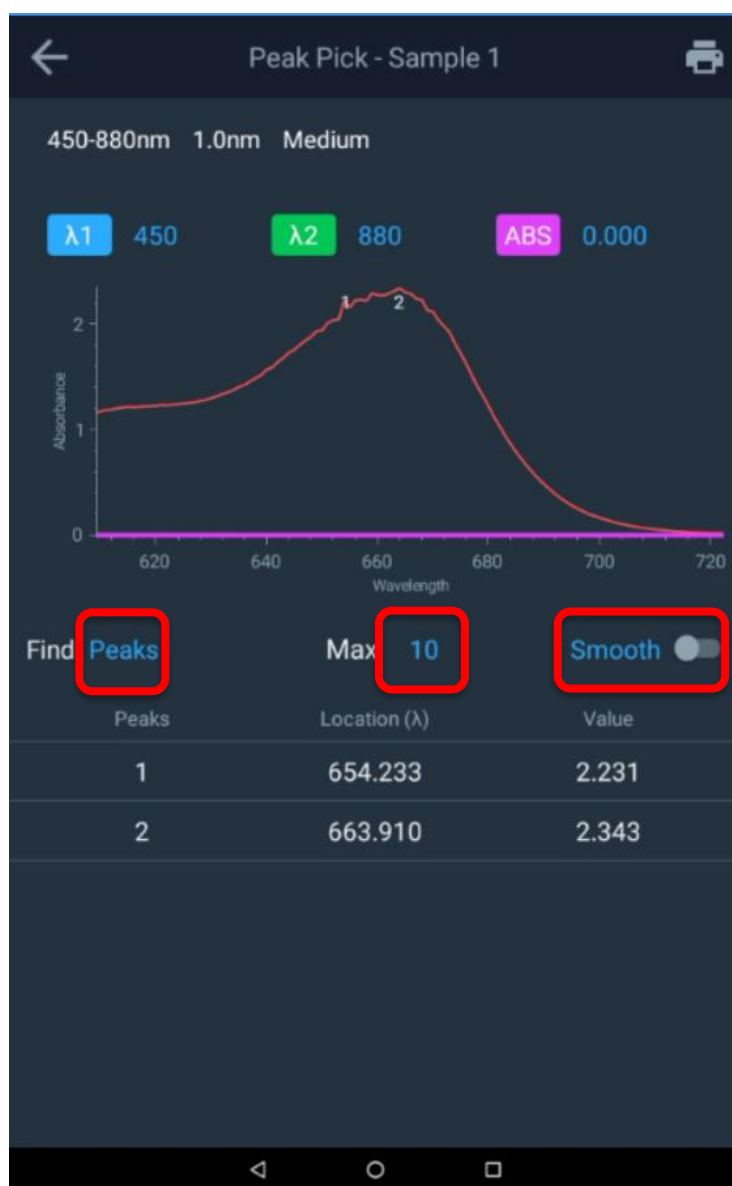 Peak Pick - Sample 1
450-880nm 1.0nm Medium
λ1 450 λ2 880 ABS 0.000
2
1
0
Absorbance
1 2
620 640 660 680 700 720
Wavelength
Find Peaks Max 10 Smooth
Peaks Location (λ) Value
1 654.233 2.231
2 663.910 2.343